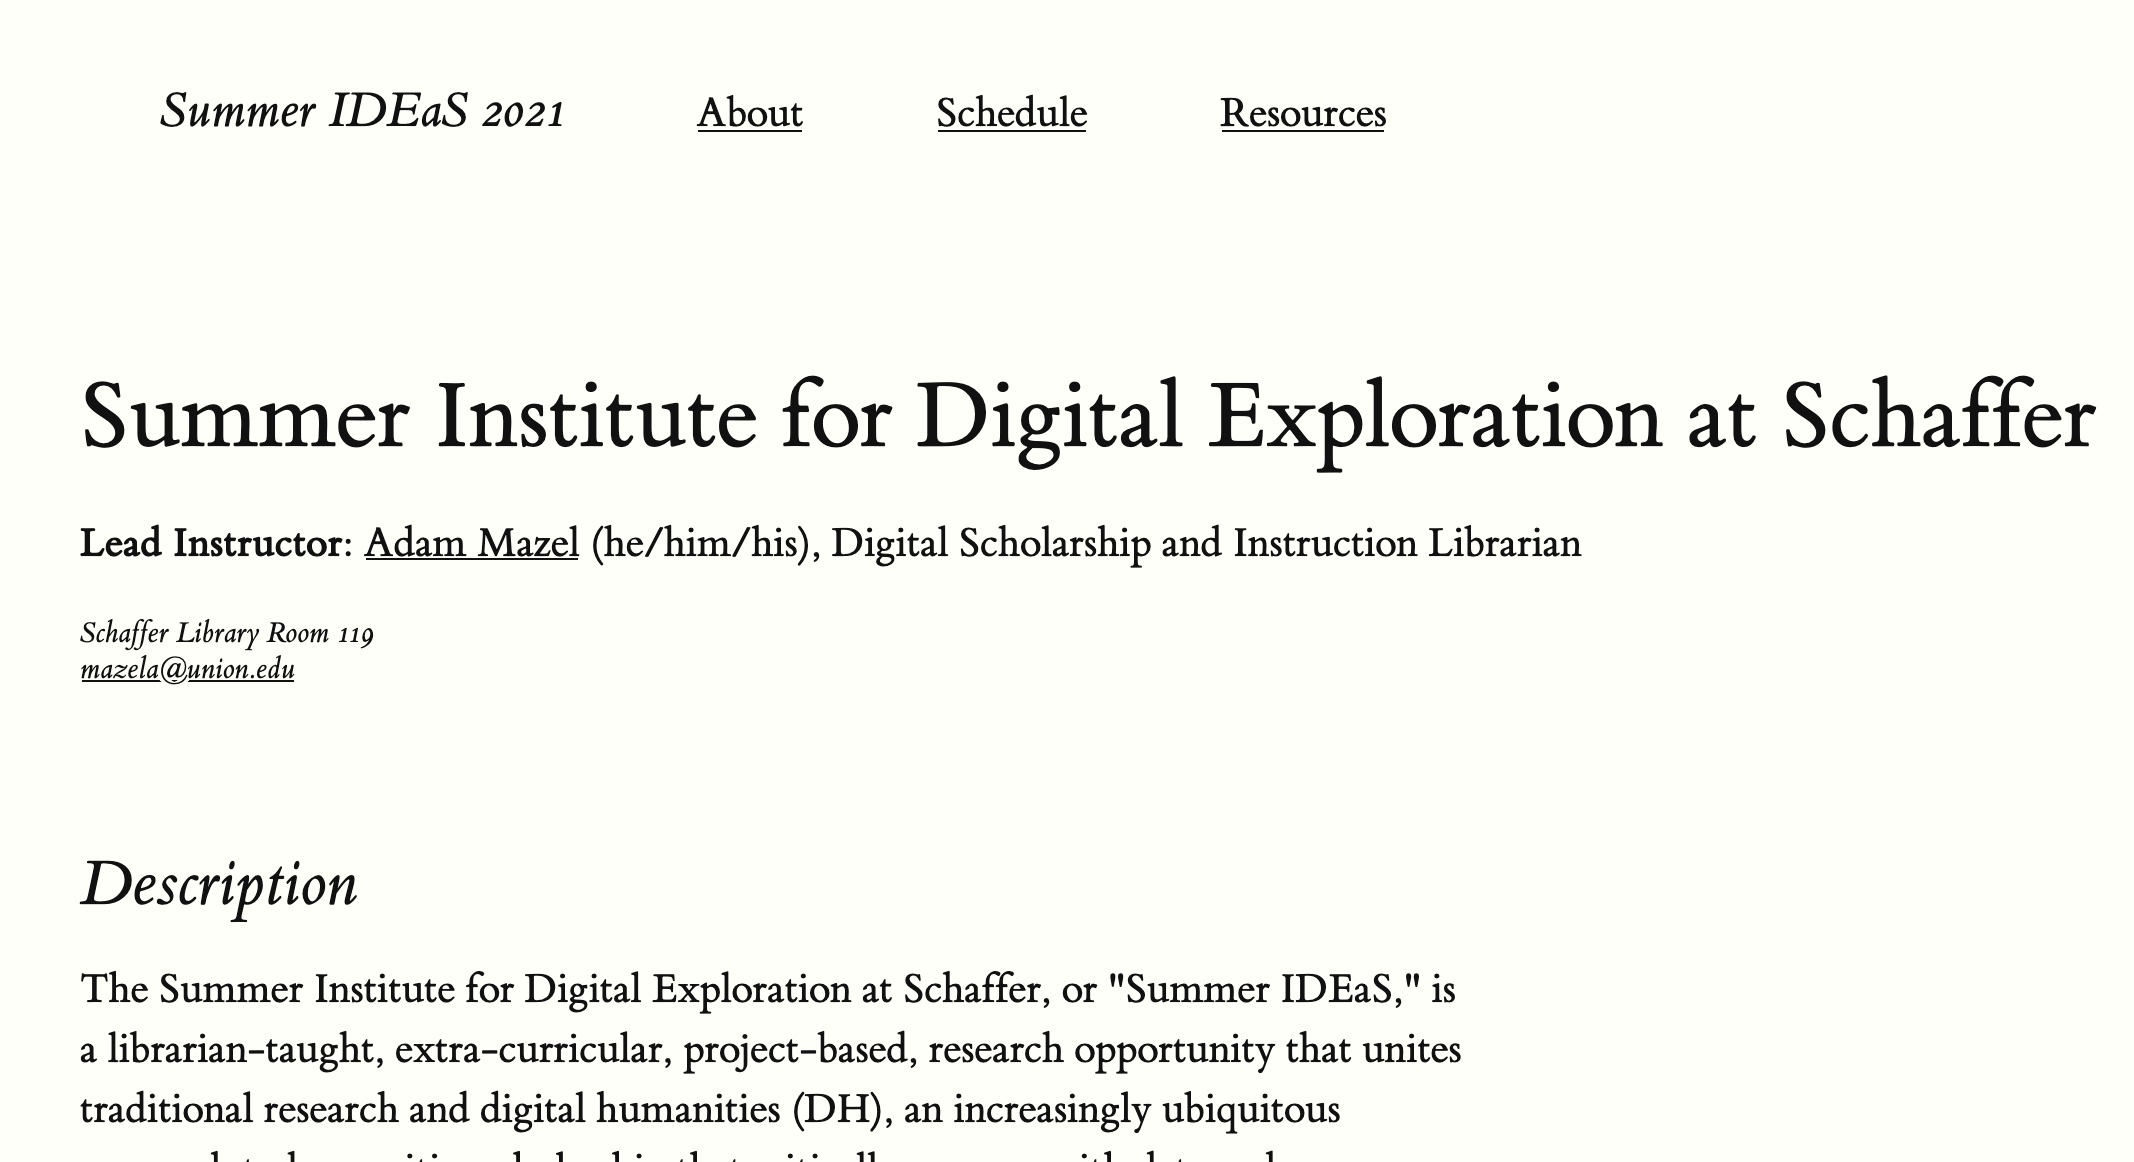 Summer IDEaS 2021 About Schedule Resources
Summer Institute for Digital Exploration at Schaffer
Lead Instructor: Adam Mazel (he/him/his), Digital Scholarship and Instruction Librarian
Schaffer Library Room 119
mazela@union.edu
Description
The Summer Institute for Digital Exploration at Schaffer, or "Summer IDEaS," is
a librarian-taught, extra-curricular, project-based, research opportunity that unites
traditional research and digital humanities (DH), an increasingly ubiquitous